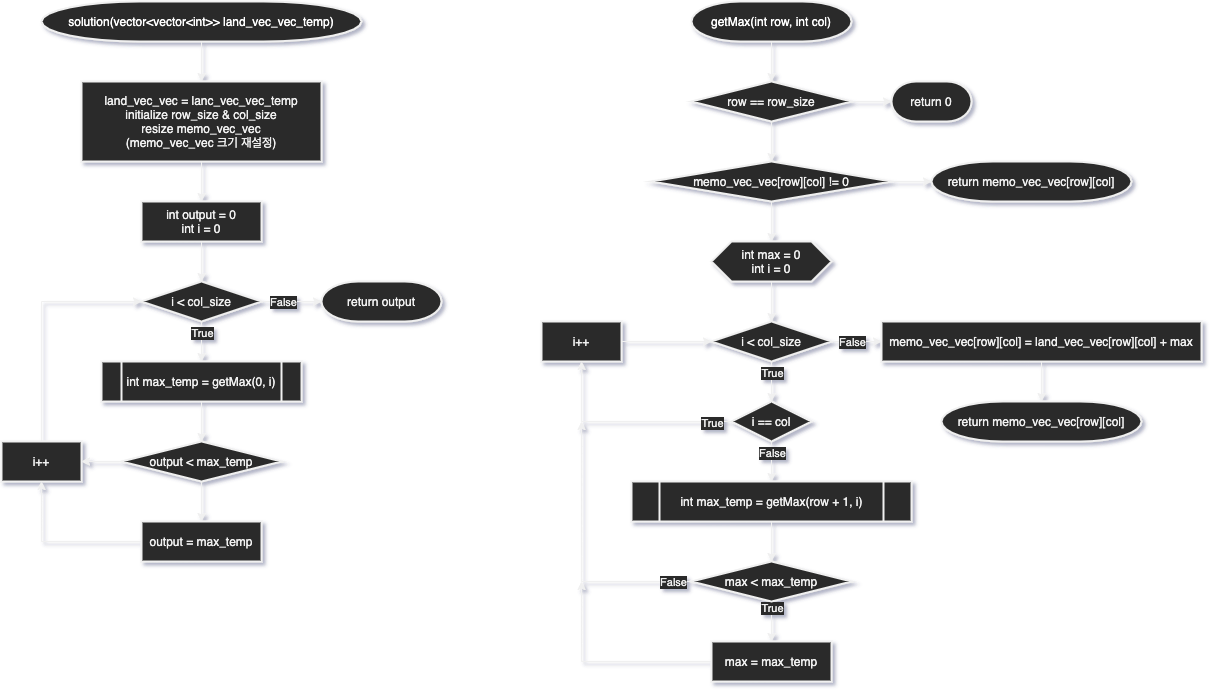 solution(vector<vector<int>> land_vec_vec_temp)
land_vec_vec = lanc_vec_vec_temp
initialize row_size & col_size
resize memo_vec_vec
(memo_vec_vec 크기 재설정)
int output = 0
int i = 0
i < col_size
False
return output
True
int max_temp = getMax(0, i)
output < max_temp
i++
output = max_temp
getMax(int row, int col)
row == row_size
return 0
memo_vec_vec[row][col] != 0
return memo_vec_vec[row][col]
int max = 0
int i = 0
i++
i < col_size
False
memo_vec_vec[row][col] = land_vec_vec[row][col] + max
True
return memo_vec_vec[row][col]
True
i == col
False
int max_temp = getMax(row + 1, i)
False
max < max_temp
True
max = max_temp